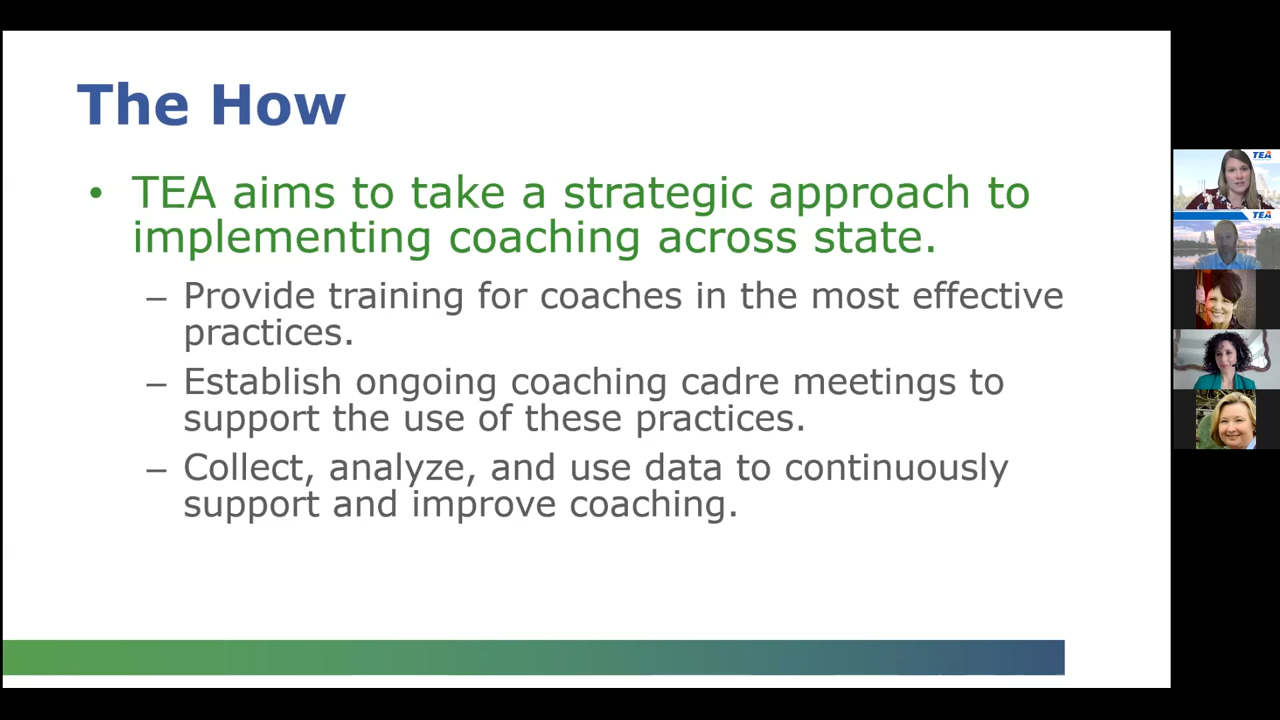 The How
• TEA aims to take a strategic approach to
implementing coaching across state.
– Provide training for coaches in the most effective
practices.
– Establish ongoing coaching cadre meetings to
support the use of these practices.
– Collect, analyze, and use data to continuously
support and improve coaching.
TEA
TEA